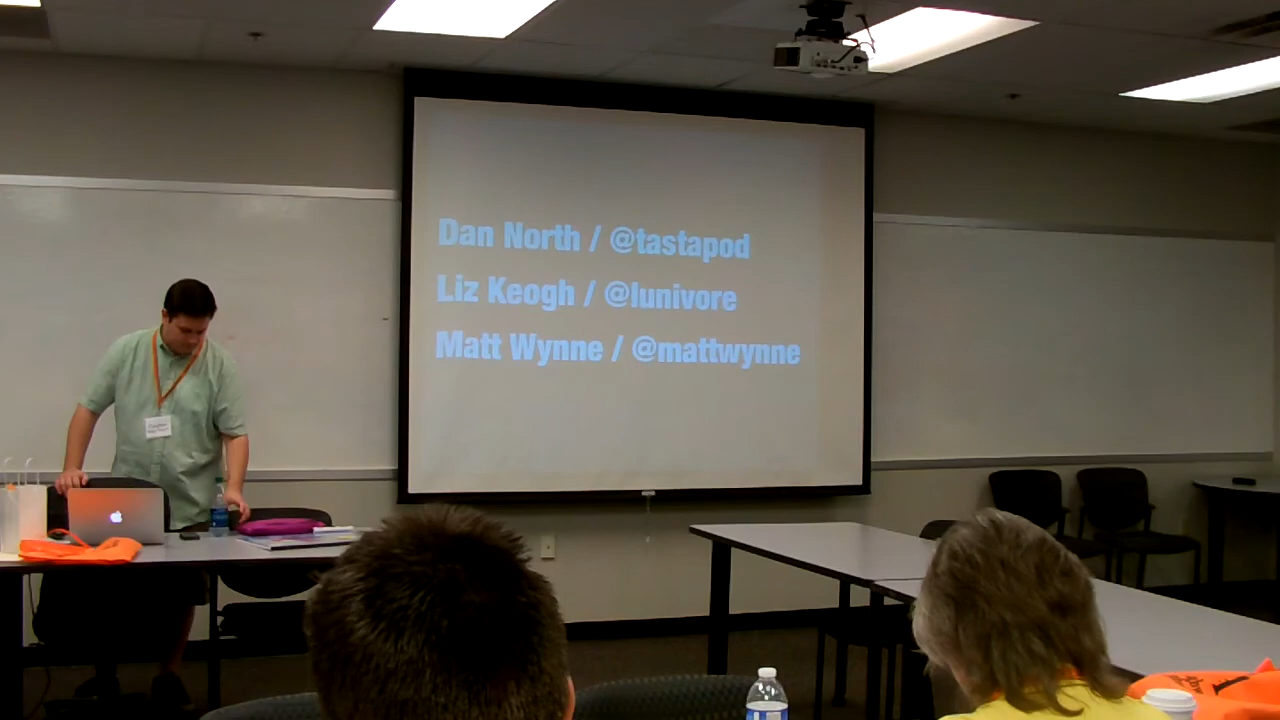 Dan North / @tastapod
Liz Keogh / @lunivore
Matt Wynne / @mattwynne